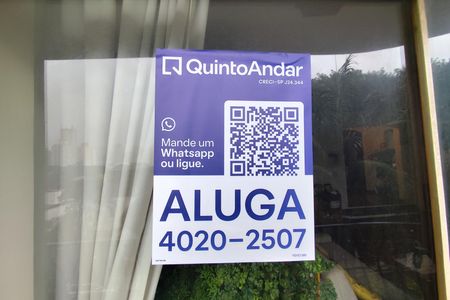 QuintoAndar
CRECI-SP J24.344
Mande um
Whatsapp
ou ligue.
ALUGA
4020-2507